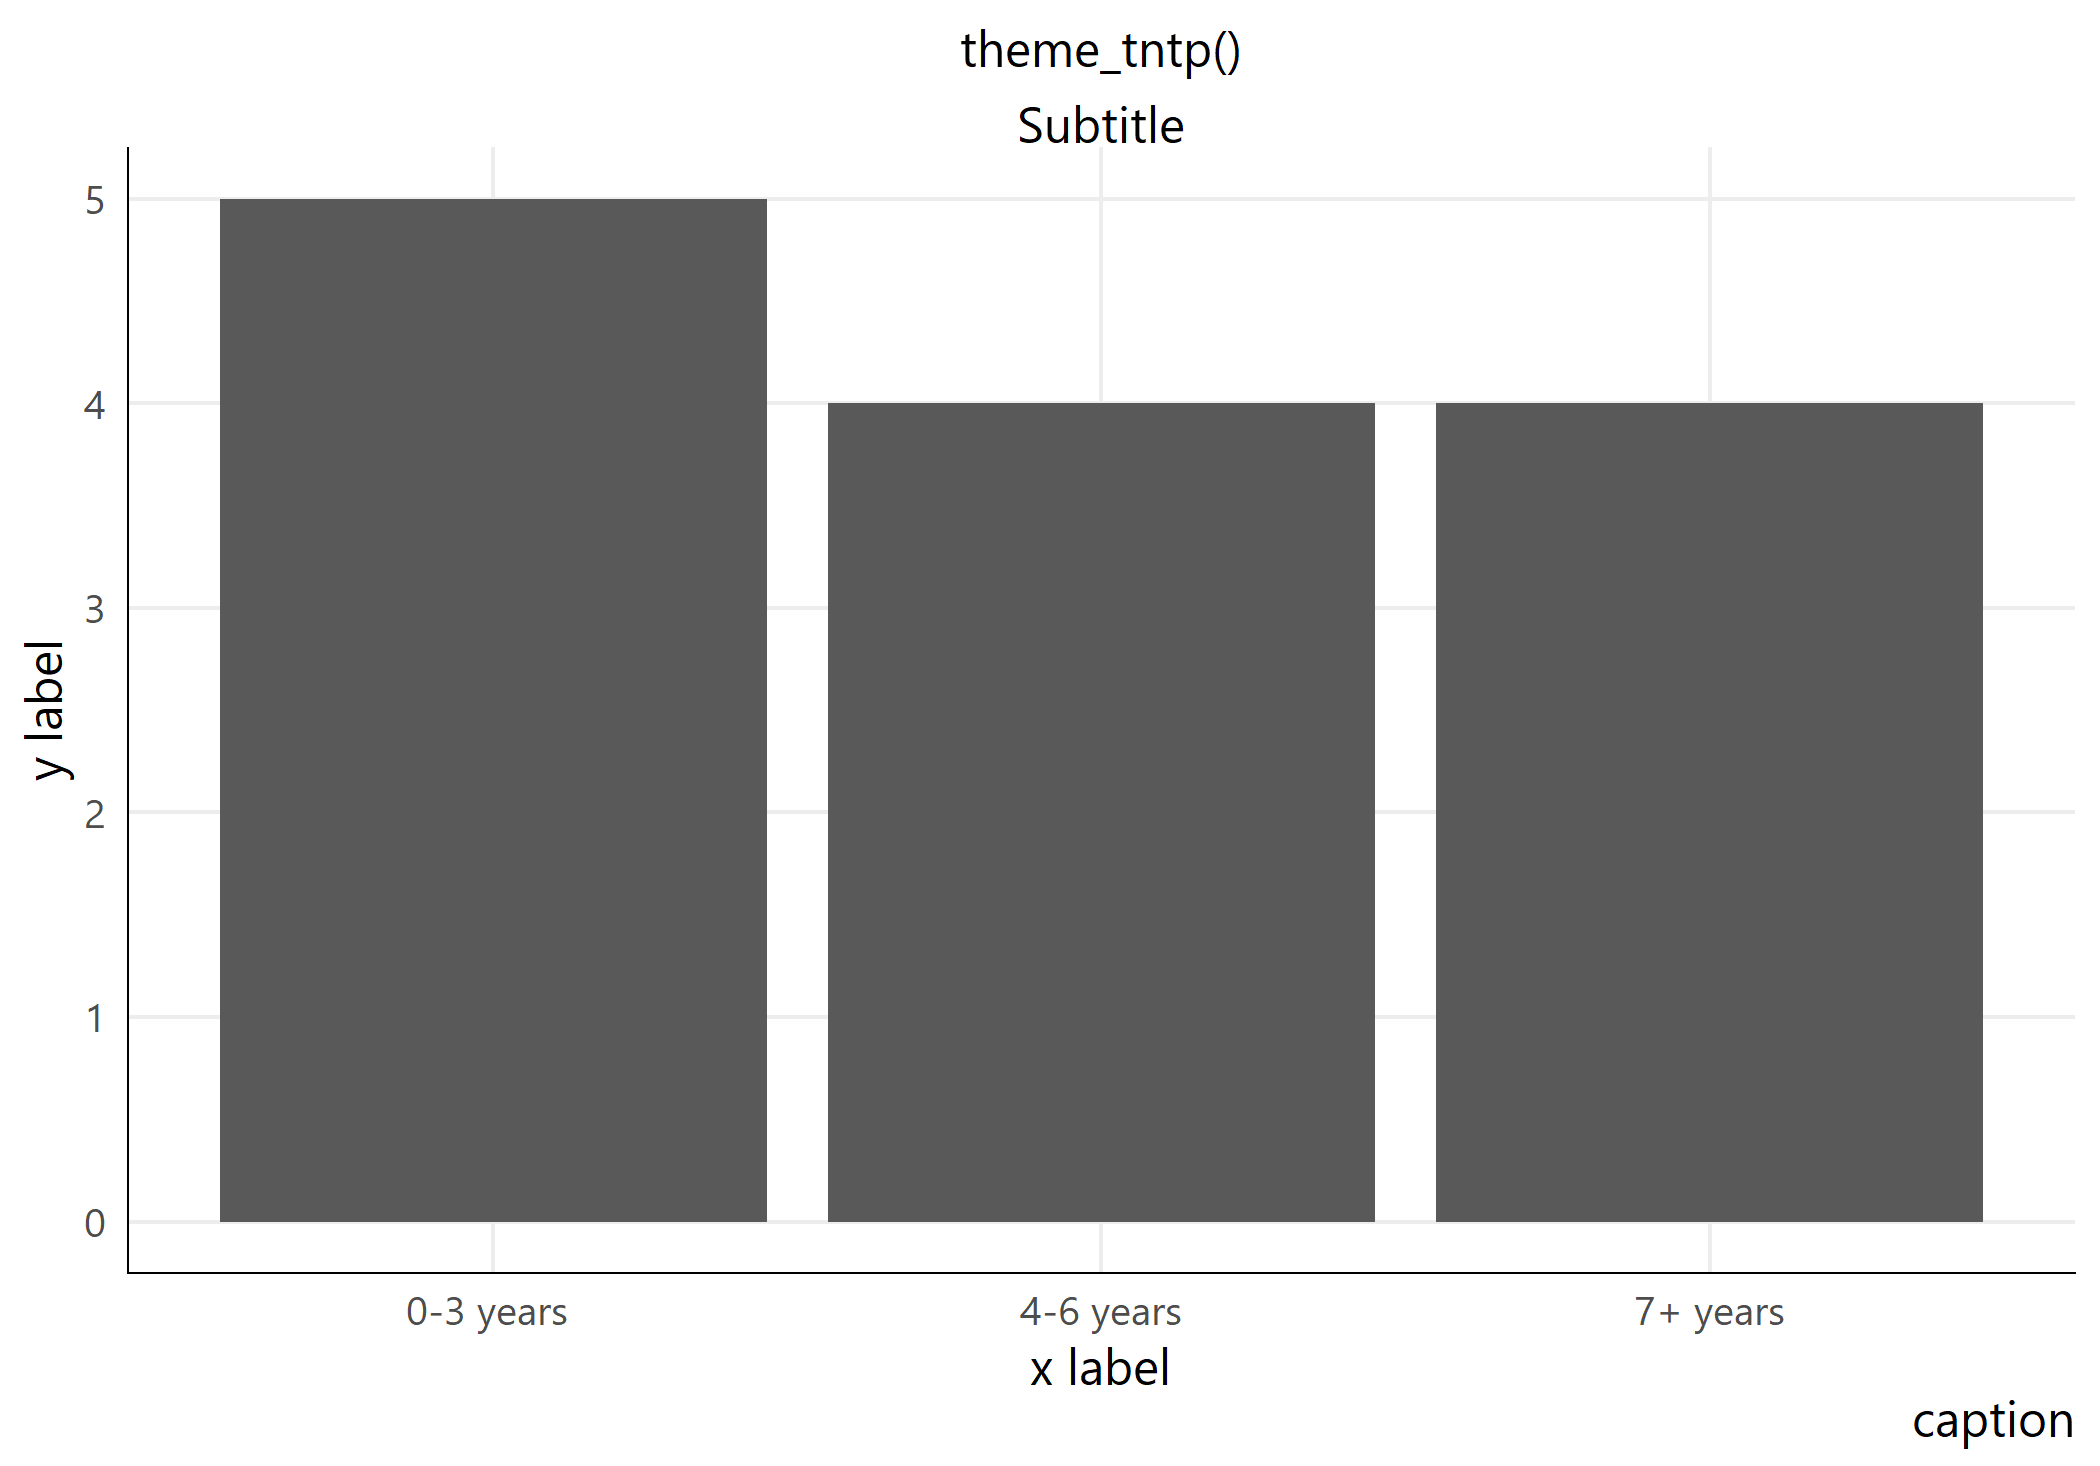 theme_tntp()
Subtitle
5
4
3
2
1
0
y label
0-3 years
4-6 years
7+ years
x label
caption